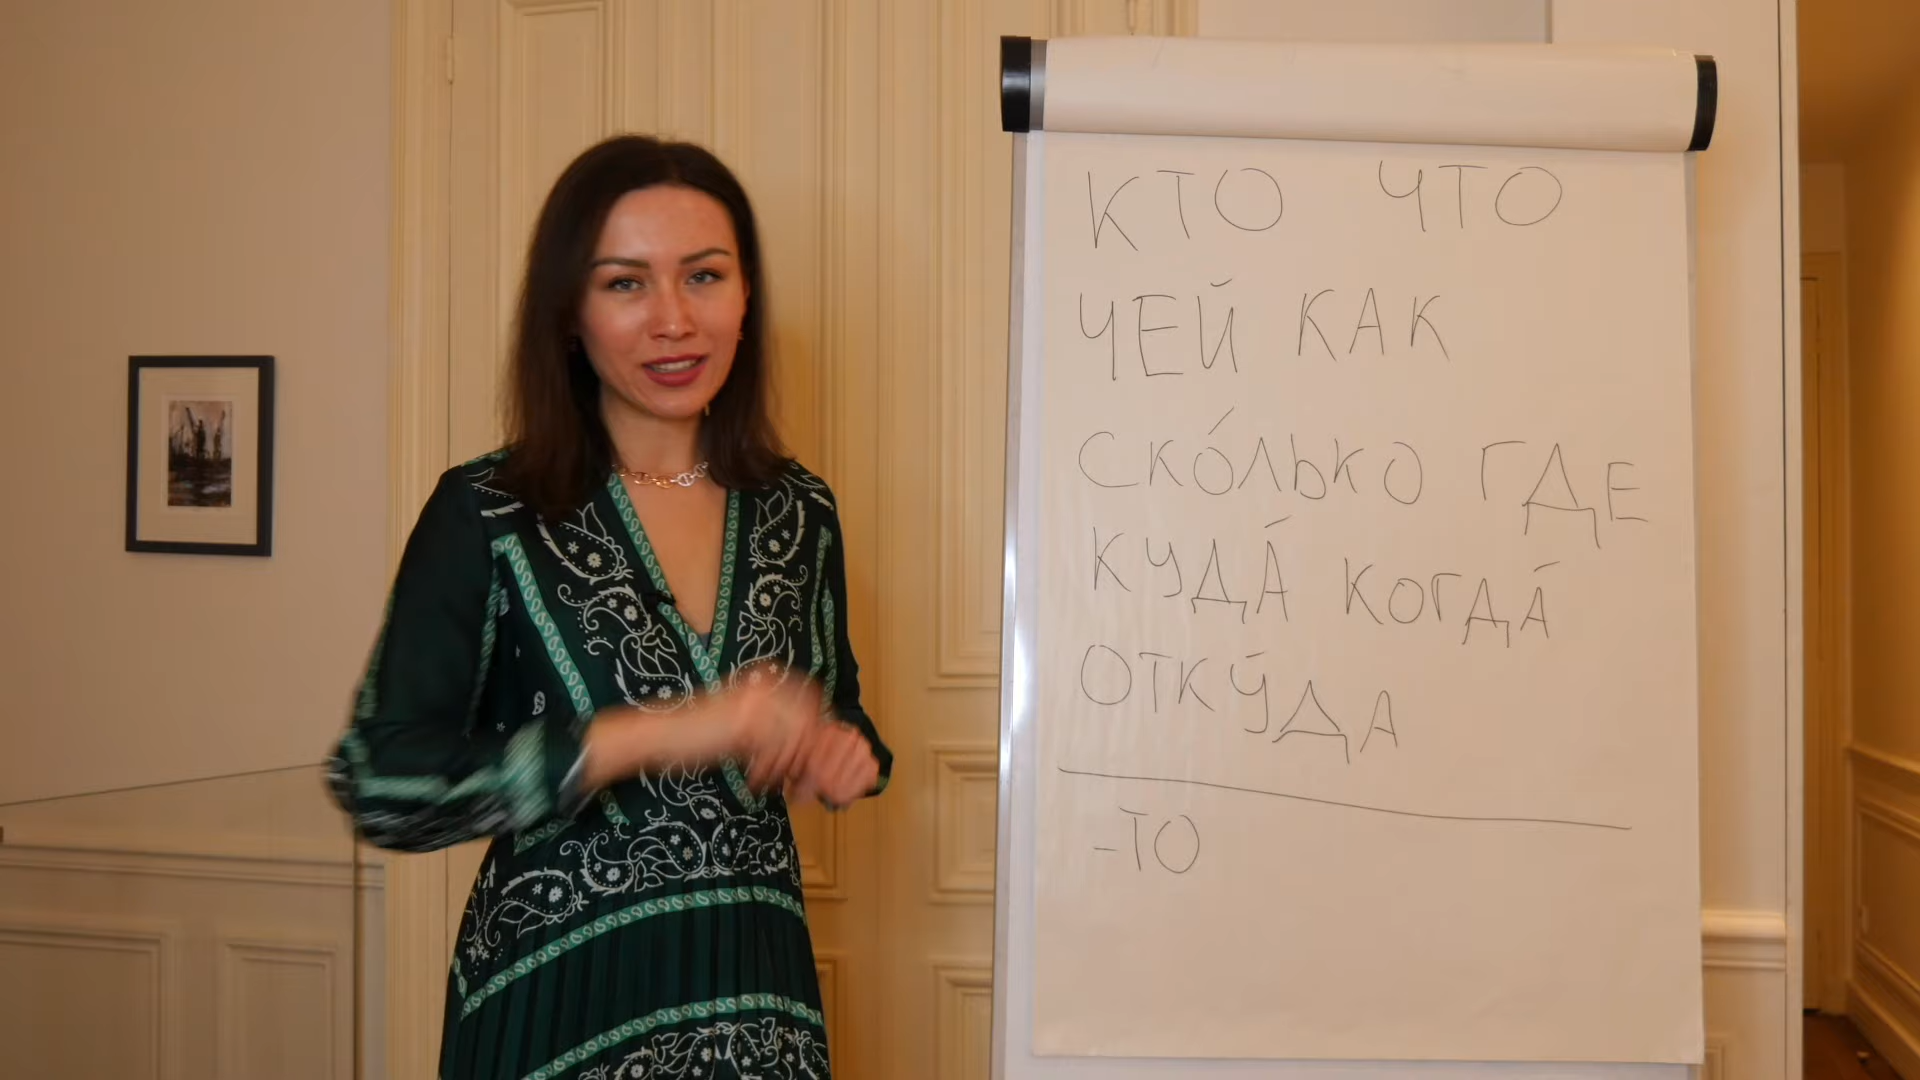 КТО ЧТО
ЧЕЙ КАК
СКО́ЛЬКО ГДЕ
КУДА́ КОГДА́
ОТКУ́ДА
-ТО